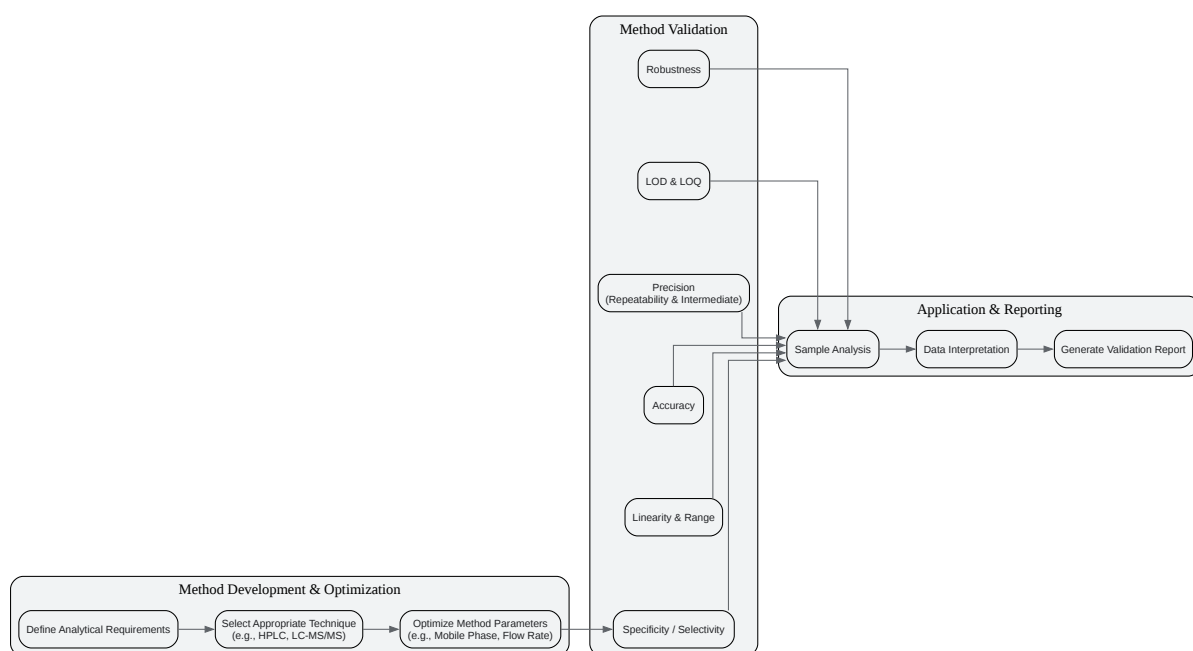 Method Validation
Robustness
LOD & LOQ
Precision
(Repeatability & Intermediate)
Accuracy
Linearity & Range
Specificity / Selectivity
Application & Reporting
Sample Analysis
Data Interpretation
Generate Validation Report
Method Development & Optimization
Define Analytical Requirements
Select Appropriate Technique
(e.g., HPLC, LC-MS/MS)
Optimize Method Parameters
(e.g., Mobile Phase, Flow Rate)